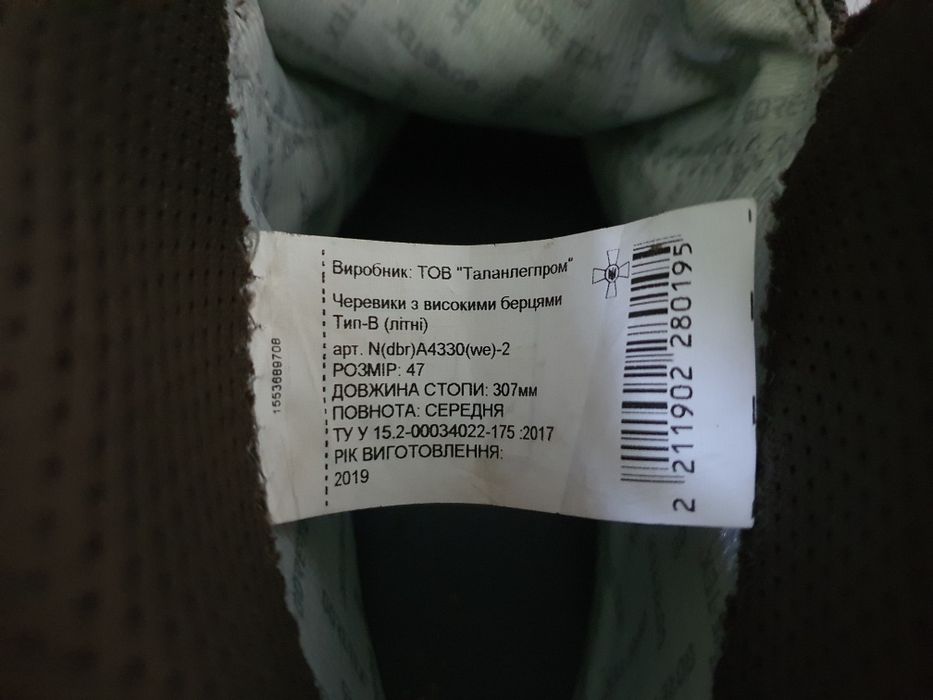 Виробник: ТОВ "Таланлегпром"
Черевики з високими берцями
Тип-В (літні)
арт. N(dbr)A4330(we)-2
РОЗМІР: 47
ДОВЖИНА СТОПИ: 307мм
ПОВНОТА: СЕРЕДНЯ
ТУ У 15.2-00034022-175 :2017
РІК ВИГОТОВЛЕННЯ:
2019
1553689708
2 211902 280195